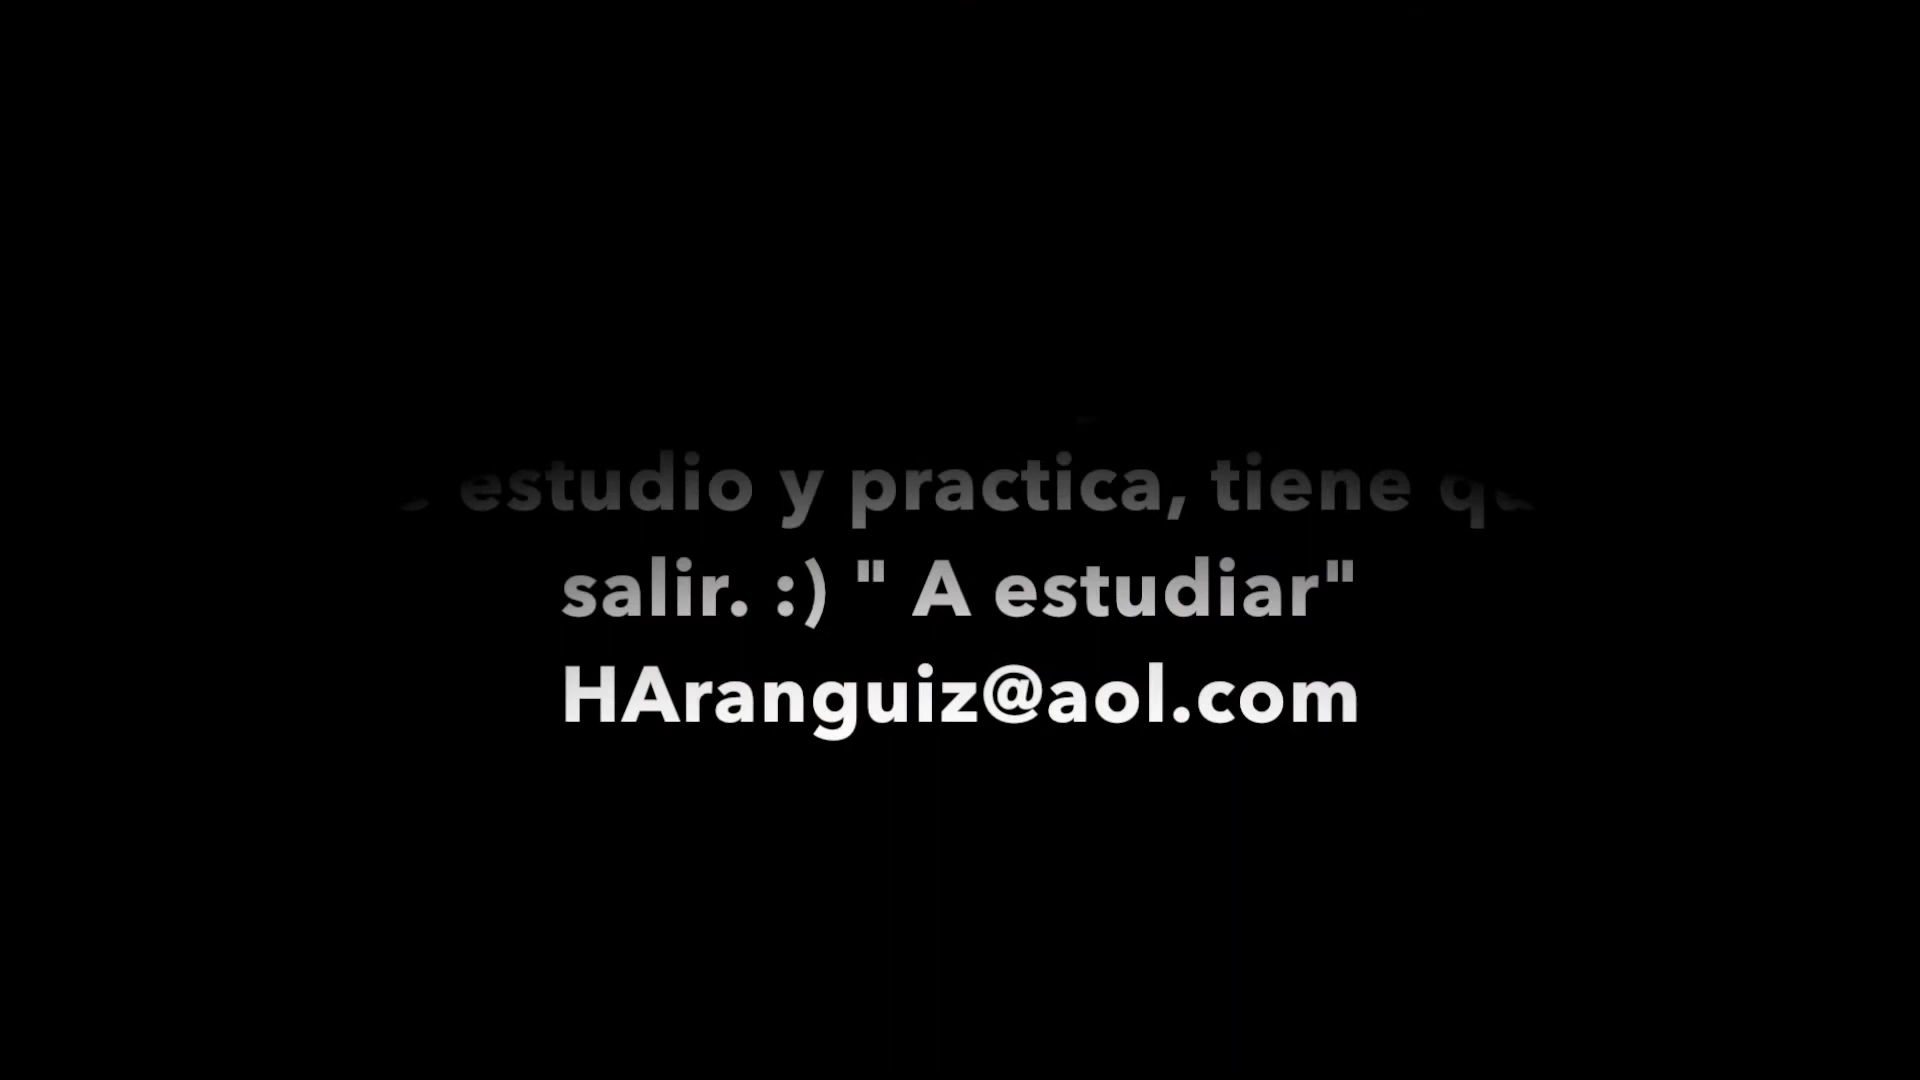 estudio y practica, tiene
salir. :) " A estudiar"
HAranguiz@aol.com